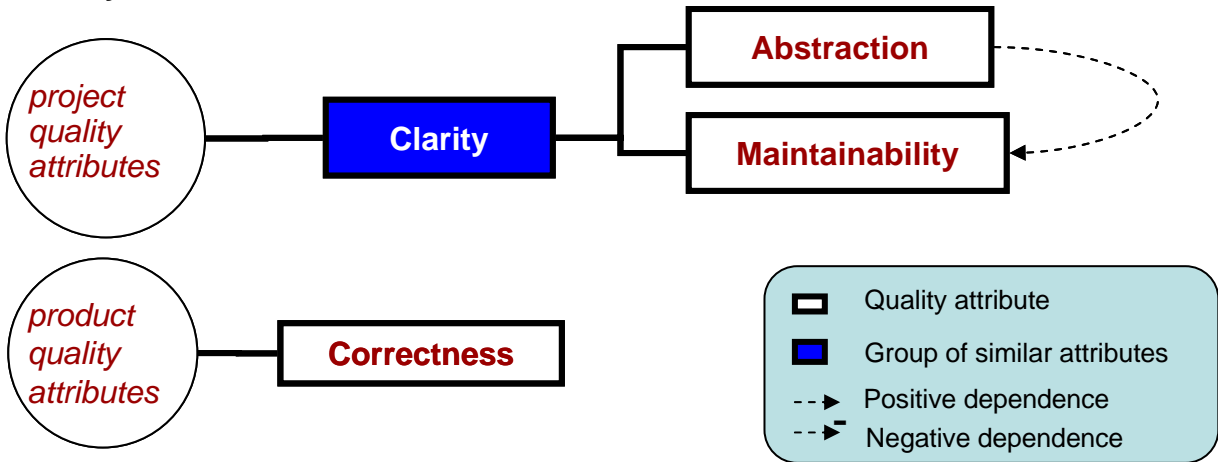 Abstraction
project
quality
attributes
Clarity
Maintainability
product
quality
attributes
Correctness
Quality attribute
Group of similar attributes
Positive dependence
- Negative dependence